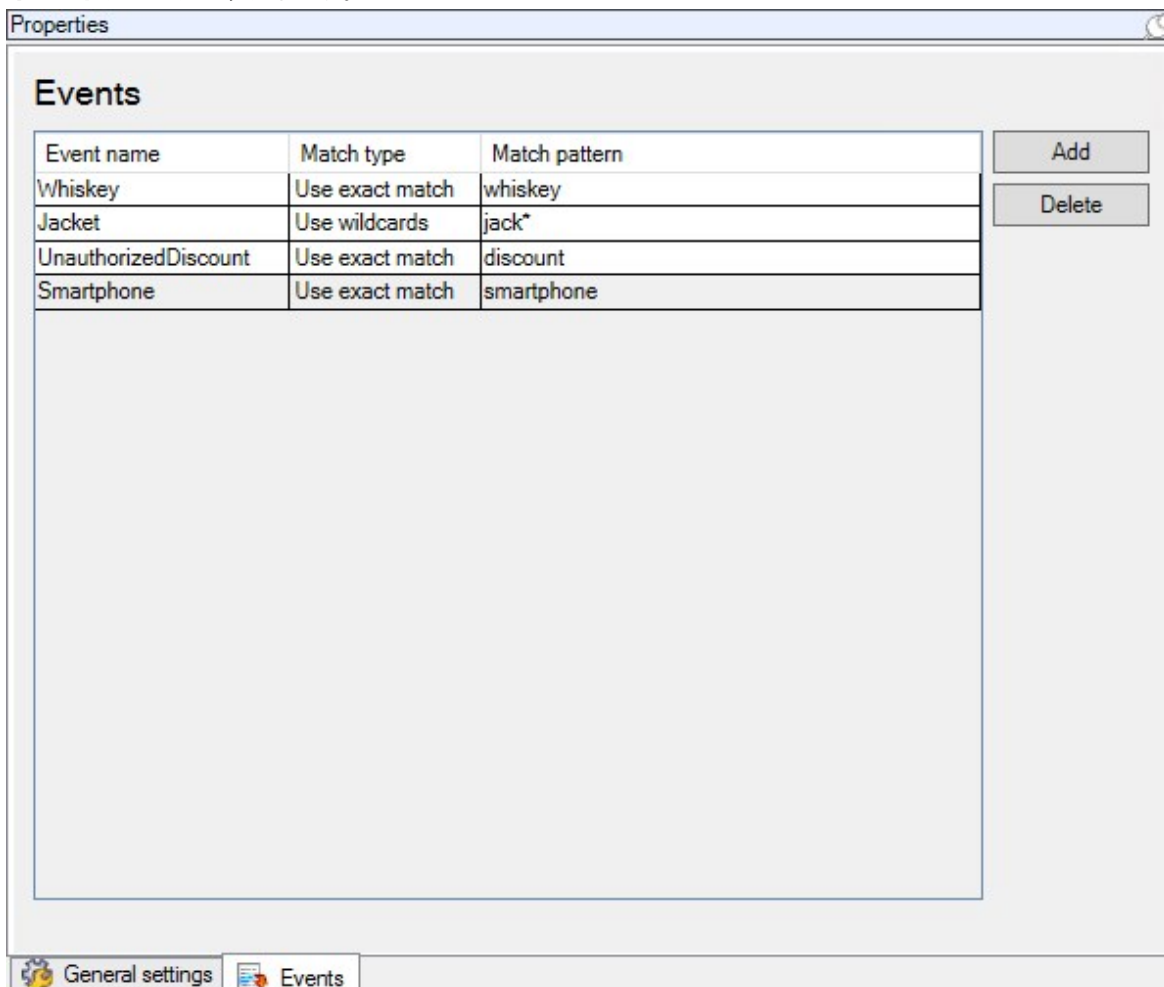 Properties
Events
Event name Match type Match pattern
Add
Whiskey Use exact match whiskey
Delete
Jacket Use wildcards jack*
UnauthorizedDiscount Use exact match discount
Smartphone Use exact match smartphone
General settings Events